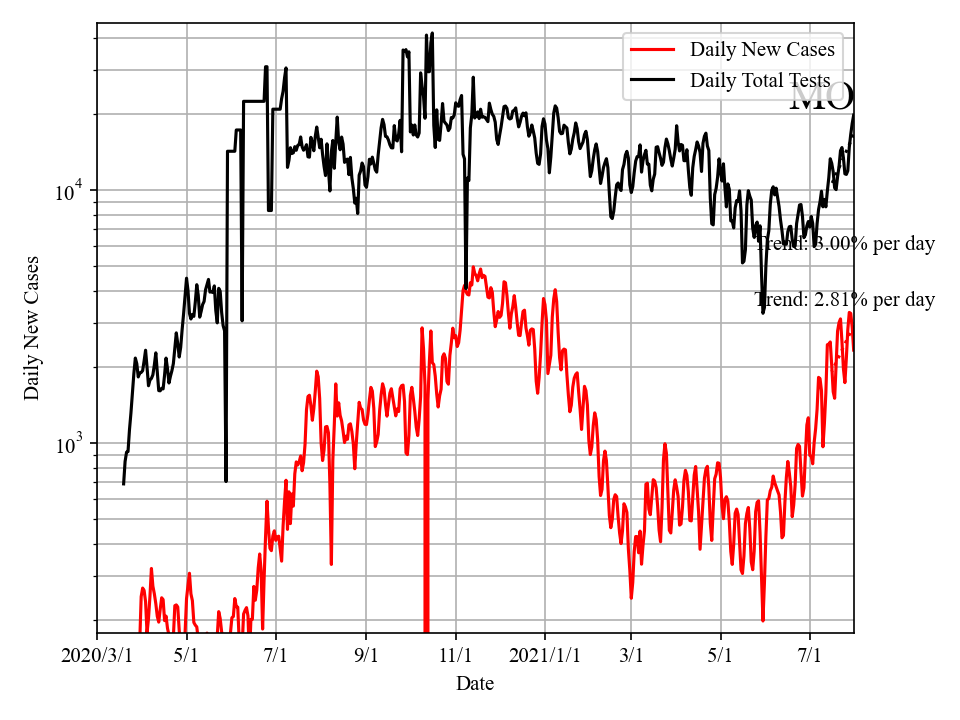 Daily New Cases
Daily Total Tests
MO
10^4
Trend: 3.00% per day
Trend: 2.81% per day
10^3
Daily New Cases
2020/3/1 5/1 7/1 9/1 11/1 2021/1/1 3/1 5/1 7/1
Date